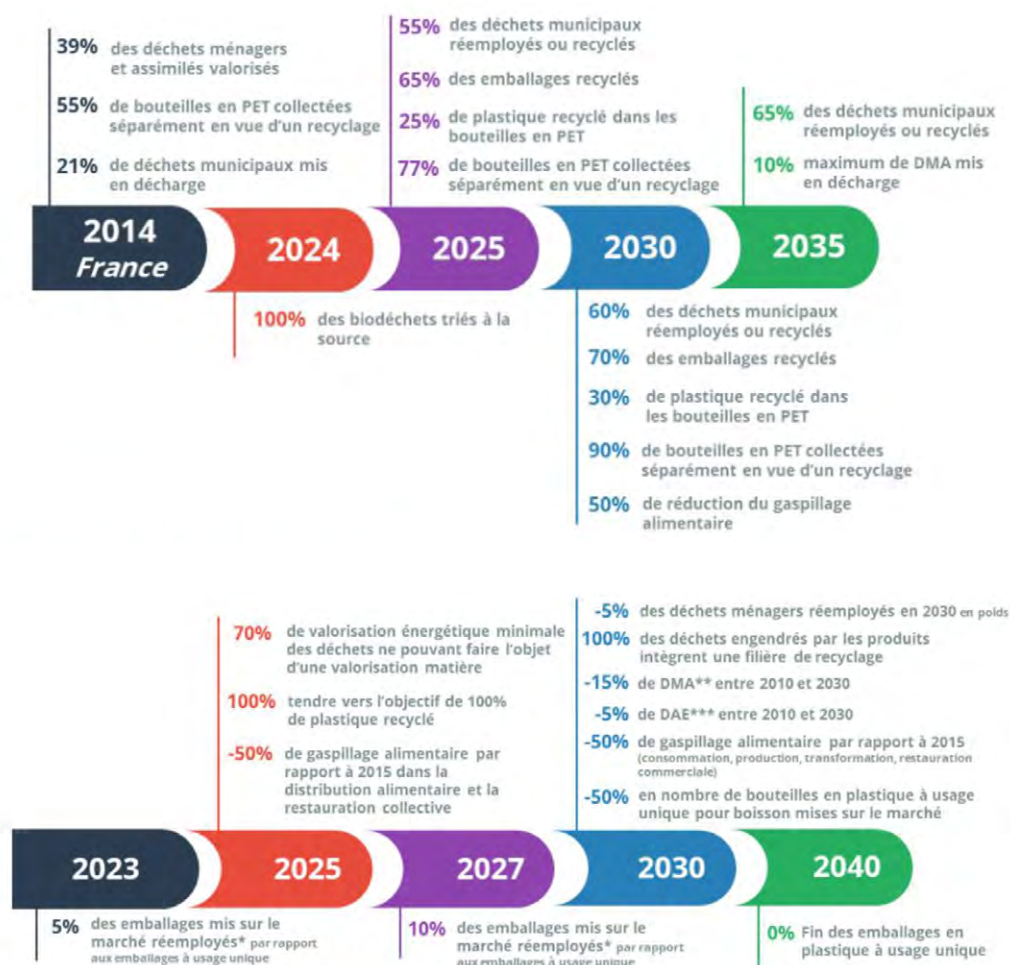 39% des déchets ménagers
et assimilés valorisés
55% de bouteilles en PET collectées
séparément en vue d'un recyclage
21% de déchets municipaux mis
en décharge
55% des déchets municipaux
réemployés ou recyclés
65% des emballages recyclés
25% de plastique recyclé dans les
bouteilles en PET
77% de bouteilles en PET collectées
séparément en vue d'un recyclage
65% des déchets municipaux
réemployés ou recyclés
10% maximum de DMA mis
en décharge
2014
France
2024
2025
2030
2035
100% des biodéchets triés à la
source
60% des déchets municipaux
réemployés ou recyclés
70% des emballages recyclés
30% de plastique recyclé dans
les bouteilles en PET
90% de bouteilles en PET collectées
séparément en vue d'un recyclage
50% de réduction du gaspillage
alimentaire
70% de valorisation énergétique minimale
des déchets ne pouvant faire l'objet
d'une valorisation matière
100% tendre vers l'objectif de 100%
de plastique recyclé
-50% de gaspillage alimentaire par
rapport à 2015 dans la
distribution alimentaire et la
restauration collective
-5% des déchets ménagers réemployés en 2030 en poids
100% des déchets engendrés par les produits
intègrent une filière de recyclage
-15% de DMA** entre 2010 et 2030
-5% de DAE*** entre 2010 et 2030
-50% de gaspillage alimentaire par rapport à 2015
(consommation, production, transformation, restauration
commerciale)
-50% en nombre de bouteilles en plastique à usage
unique pour boisson mises sur le marché
2023
2025
2027
2030
2040
5% des emballages mis sur le
marché réemployés* par rapport
aux emballages à usage unique
10% des emballages mis sur le
marché réemployés* par rapport
aux emballages à usage unique
0% Fin des emballages en
plastique à usage unique